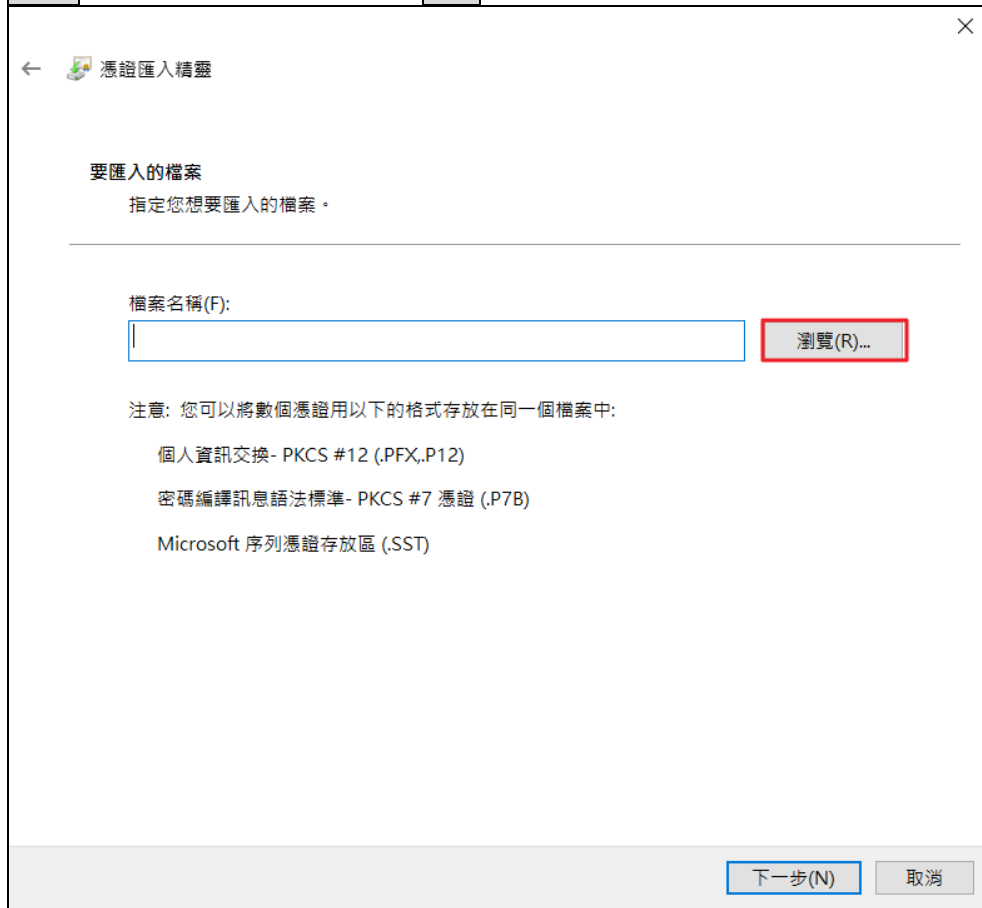 憑證匯入精靈
要匯入的檔案
指定您想要匯入的檔案。
檔案名稱(F):
瀏覽(R)...
注意: 您可以將數個憑證用以下的格式存放在同一個檔案中:
個人資訊交換- PKCS #12 (.PFX,.P12)
密碼編譯訊息語法標準- PKCS #7 憑證 (.P7B)
Microsoft 序列憑證存放區 (.SST)
下一步(N)
取消